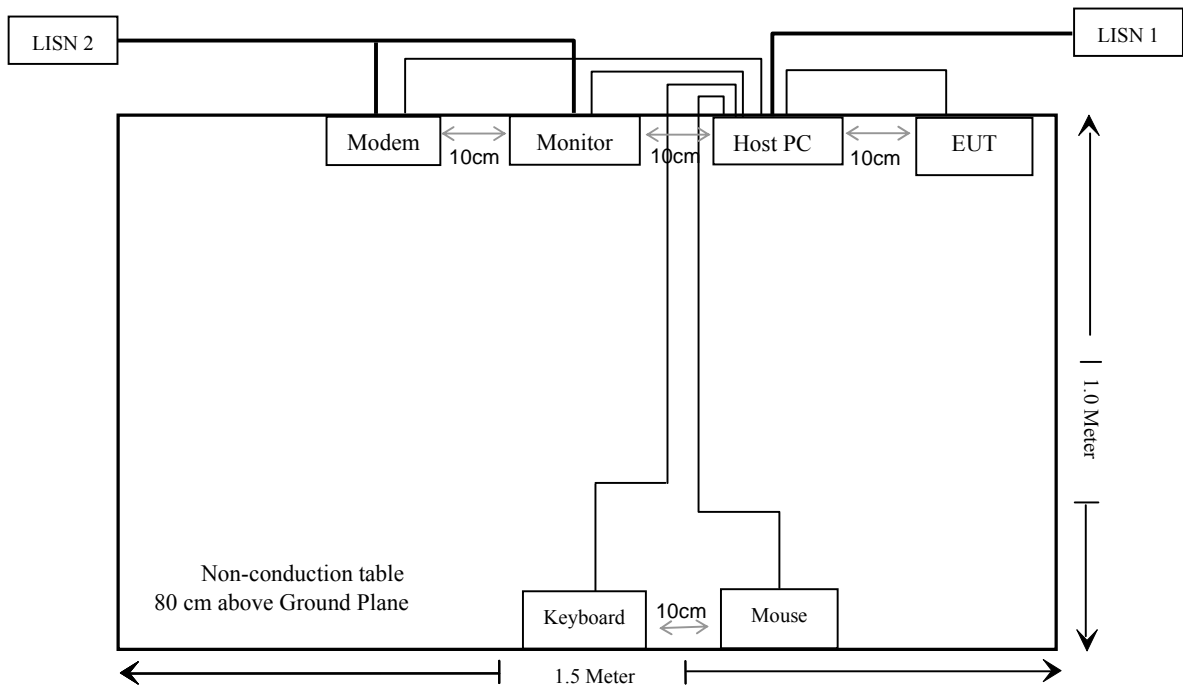 LISN 2
LISN 1
Modem
Monitor
Host PC
EUT
10cm
10cm
10cm
1.0 Meter
Non-conduction table
80 cm above Ground Plane
Keyboard
10cm
Mouse
1.5 Meter